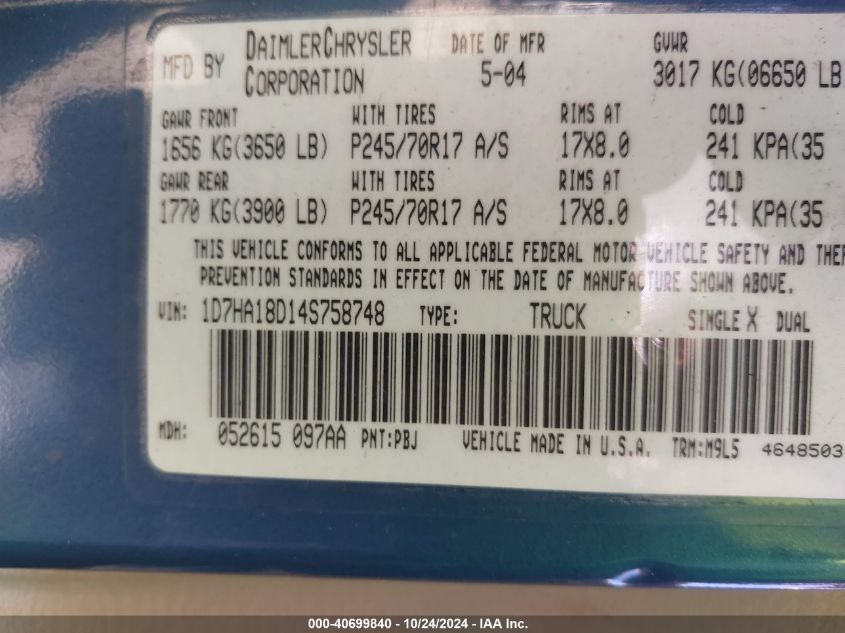 MFD BY DAIMLERCHRYSLER CORPORATION DATE OF MFR 5-04 GVWR 3017 KG(06650 LB
GAWR FRONT WITH TIRES RIMS AT COLD
1656 KG(3650 LB) P245/70R17 A/S 17X8.0 241 KPA(35
GAWR REAR WITH TIRES RIMS AT COLD
1770 KG(3900 LB) P245/70R17 A/S 17X8.0 241 KPA(35
THIS VEHICLE CONFORMS TO ALL APPLICABLE FEDERAL MOTOR VEHICLE SAFETY AND THEF
PREVENTION STANDARDS IN EFFECT ON THE DATE OF MANUFACTURE SHOWN ABOVE.
VIN: 1D7HA18D14S758748 TYPE: TRUCK SINGLE X DUAL
MDH: 052615 097AA PNT:PBJ VEHICLE MADE IN U.S.A. TRM:M9L5 4648503
000-40699840 - 10/24/2024 - IAA Inc.